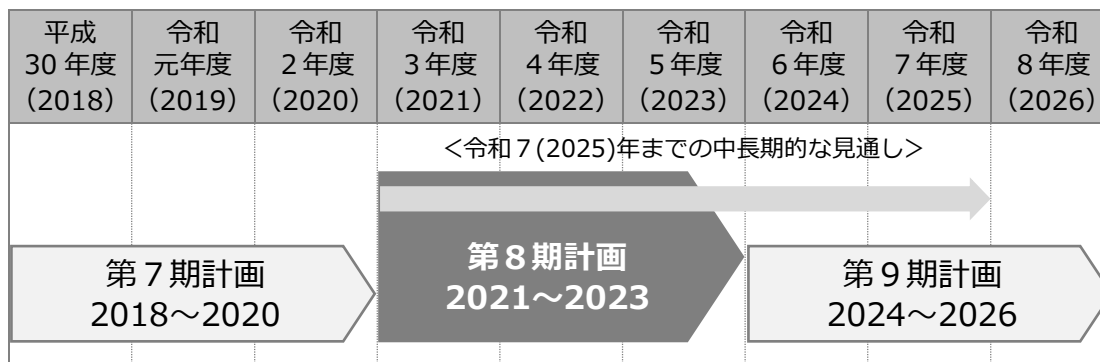 平成
30年度
（2018）
令和
元年度
（2019）
令和
２年度
（2020）
令和
３年度
（2021）
令和
４年度
（2022）
令和
５年度
（2023）
令和
６年度
（2024）
令和
７年度
（2025）
令和
８年度
（2026）
＜令和７(2025)年までの中長期的な見通し＞
第７期計画
2018～2020
第８期計画
2021～2023
第９期計画
2024～2026